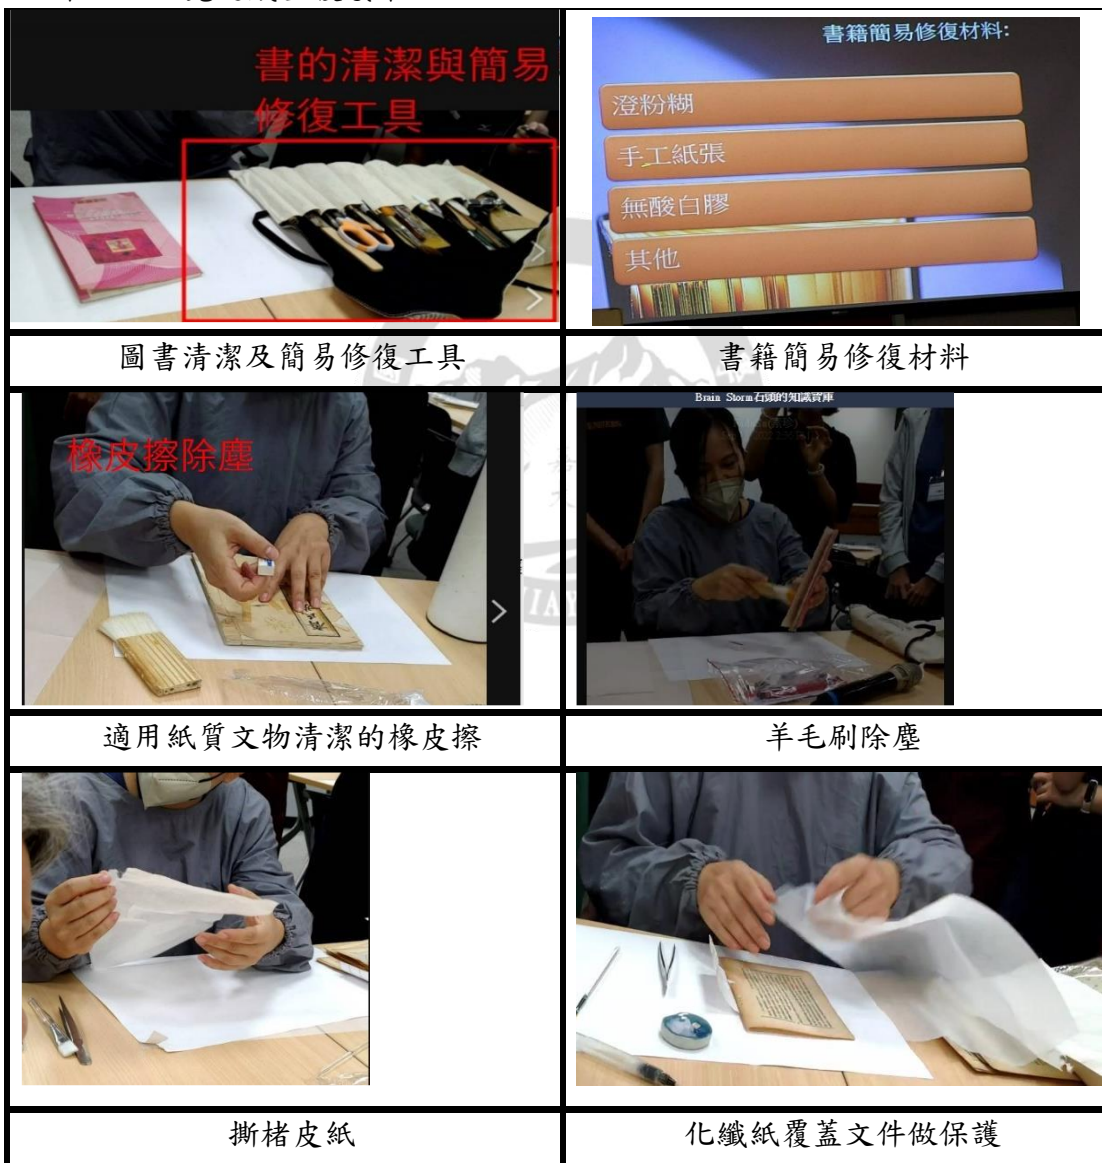 書的清潔與簡易
修復工具
書籍簡易修復材料:
澄粉糊
手工紙張
無酸白膠
其他
圖書清潔及簡易修復工具
書籍簡易修復材料
橡皮擦除塵
Brain Storm石頭的知識寶庫
適用紙質文物清潔的橡皮擦
羊毛刷除塵
撕楮皮紙
化纖紙覆蓋文件做保護